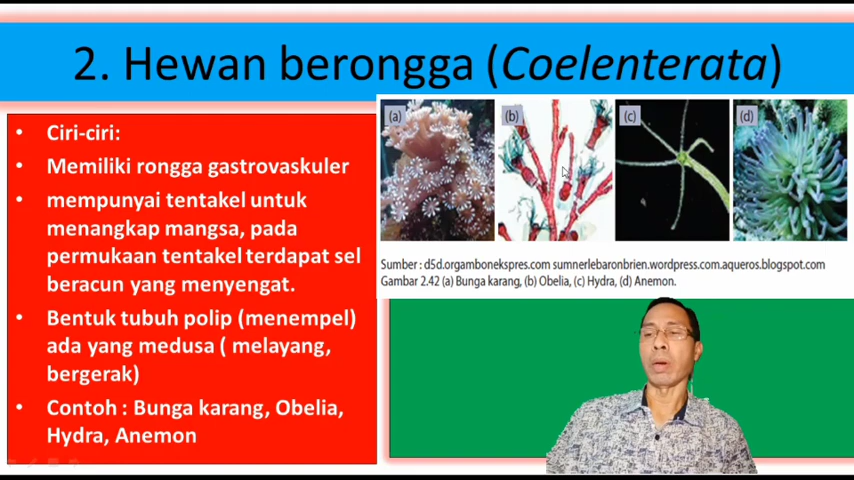 2. Hewan berongga (Coelenterata)
Ciri-ciri:
Memiliki rongga gastrovaskuler
mempunyai tentakel untuk
menangkap mangsa, pada
permukaan tentakel terdapat sel
beracun yang menyengat.
Bentuk tubuh polip (menempel)
ada yang medusa ( melayang,
bergerak)
Contoh : Bunga karang, Obelia,
Hydra, Anemon
(a) (b) (c) (d)
Sumber : d5d.orgambonekspres.com sumnerlebaronbrien.wordpress.com.aqueros.blogspot.com
Gambar 2.42 (a) Bunga karang, (b) Obelia, (c) Hydra, (d) Anemon.